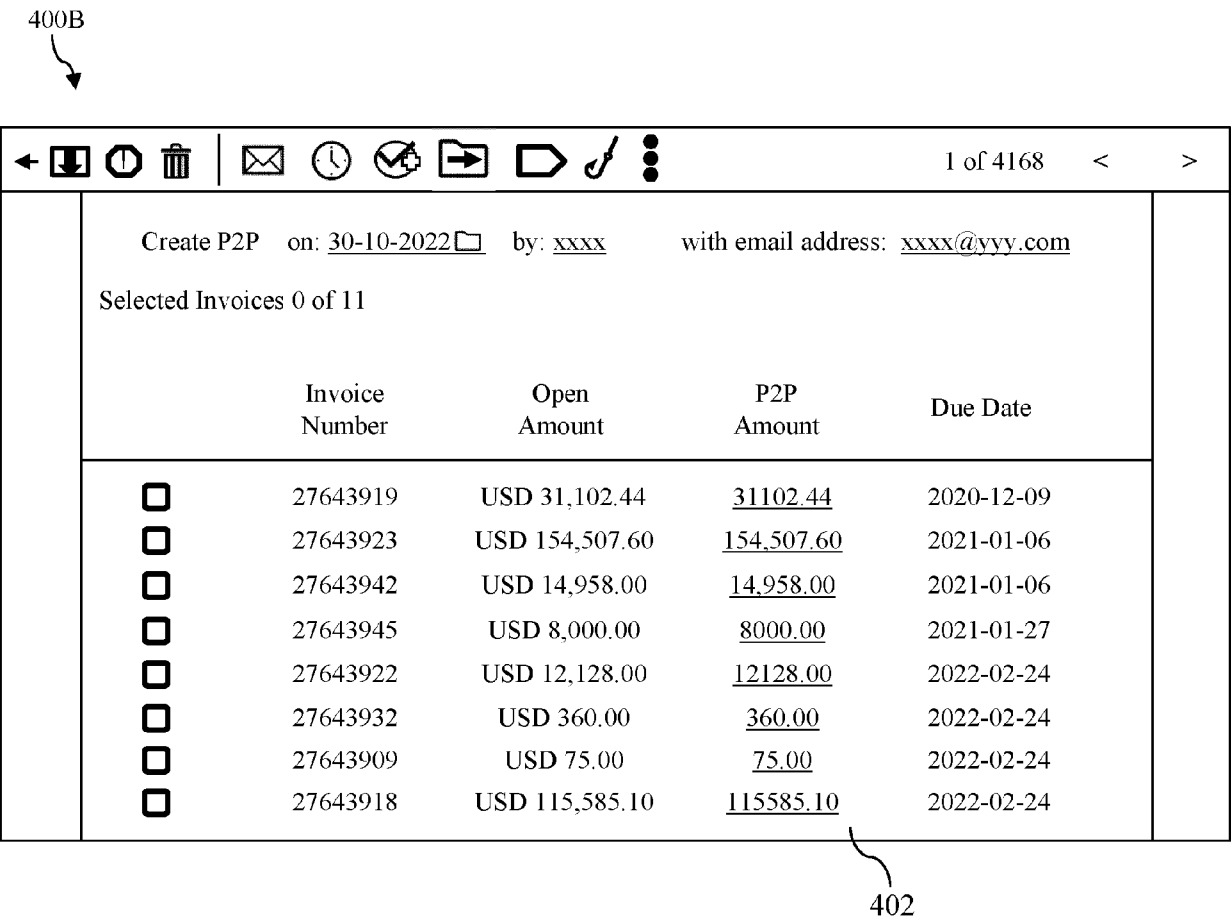 400B
1 of 4168 < >
Create P2P on: 30-10-2022 by: xxxx with email address: xxxx@yyy.com
Selected Invoices 0 of 11
Invoice Number Open Amount P2P Amount Due Date
27643919 USD 31,102.44 31102.44 2020-12-09
27643923 USD 154,507.60 154,507.60 2021-01-06
27643942 USD 14,958.00 14,958.00 2021-01-06
27643945 USD 8,000.00 8000.00 2021-01-27
27643922 USD 12,128.00 12128.00 2022-02-24
27643932 USD 360.00 360.00 2022-02-24
27643909 USD 75.00 75.00 2022-02-24
27643918 USD 115,585.10 115585.10 2022-02-24
402